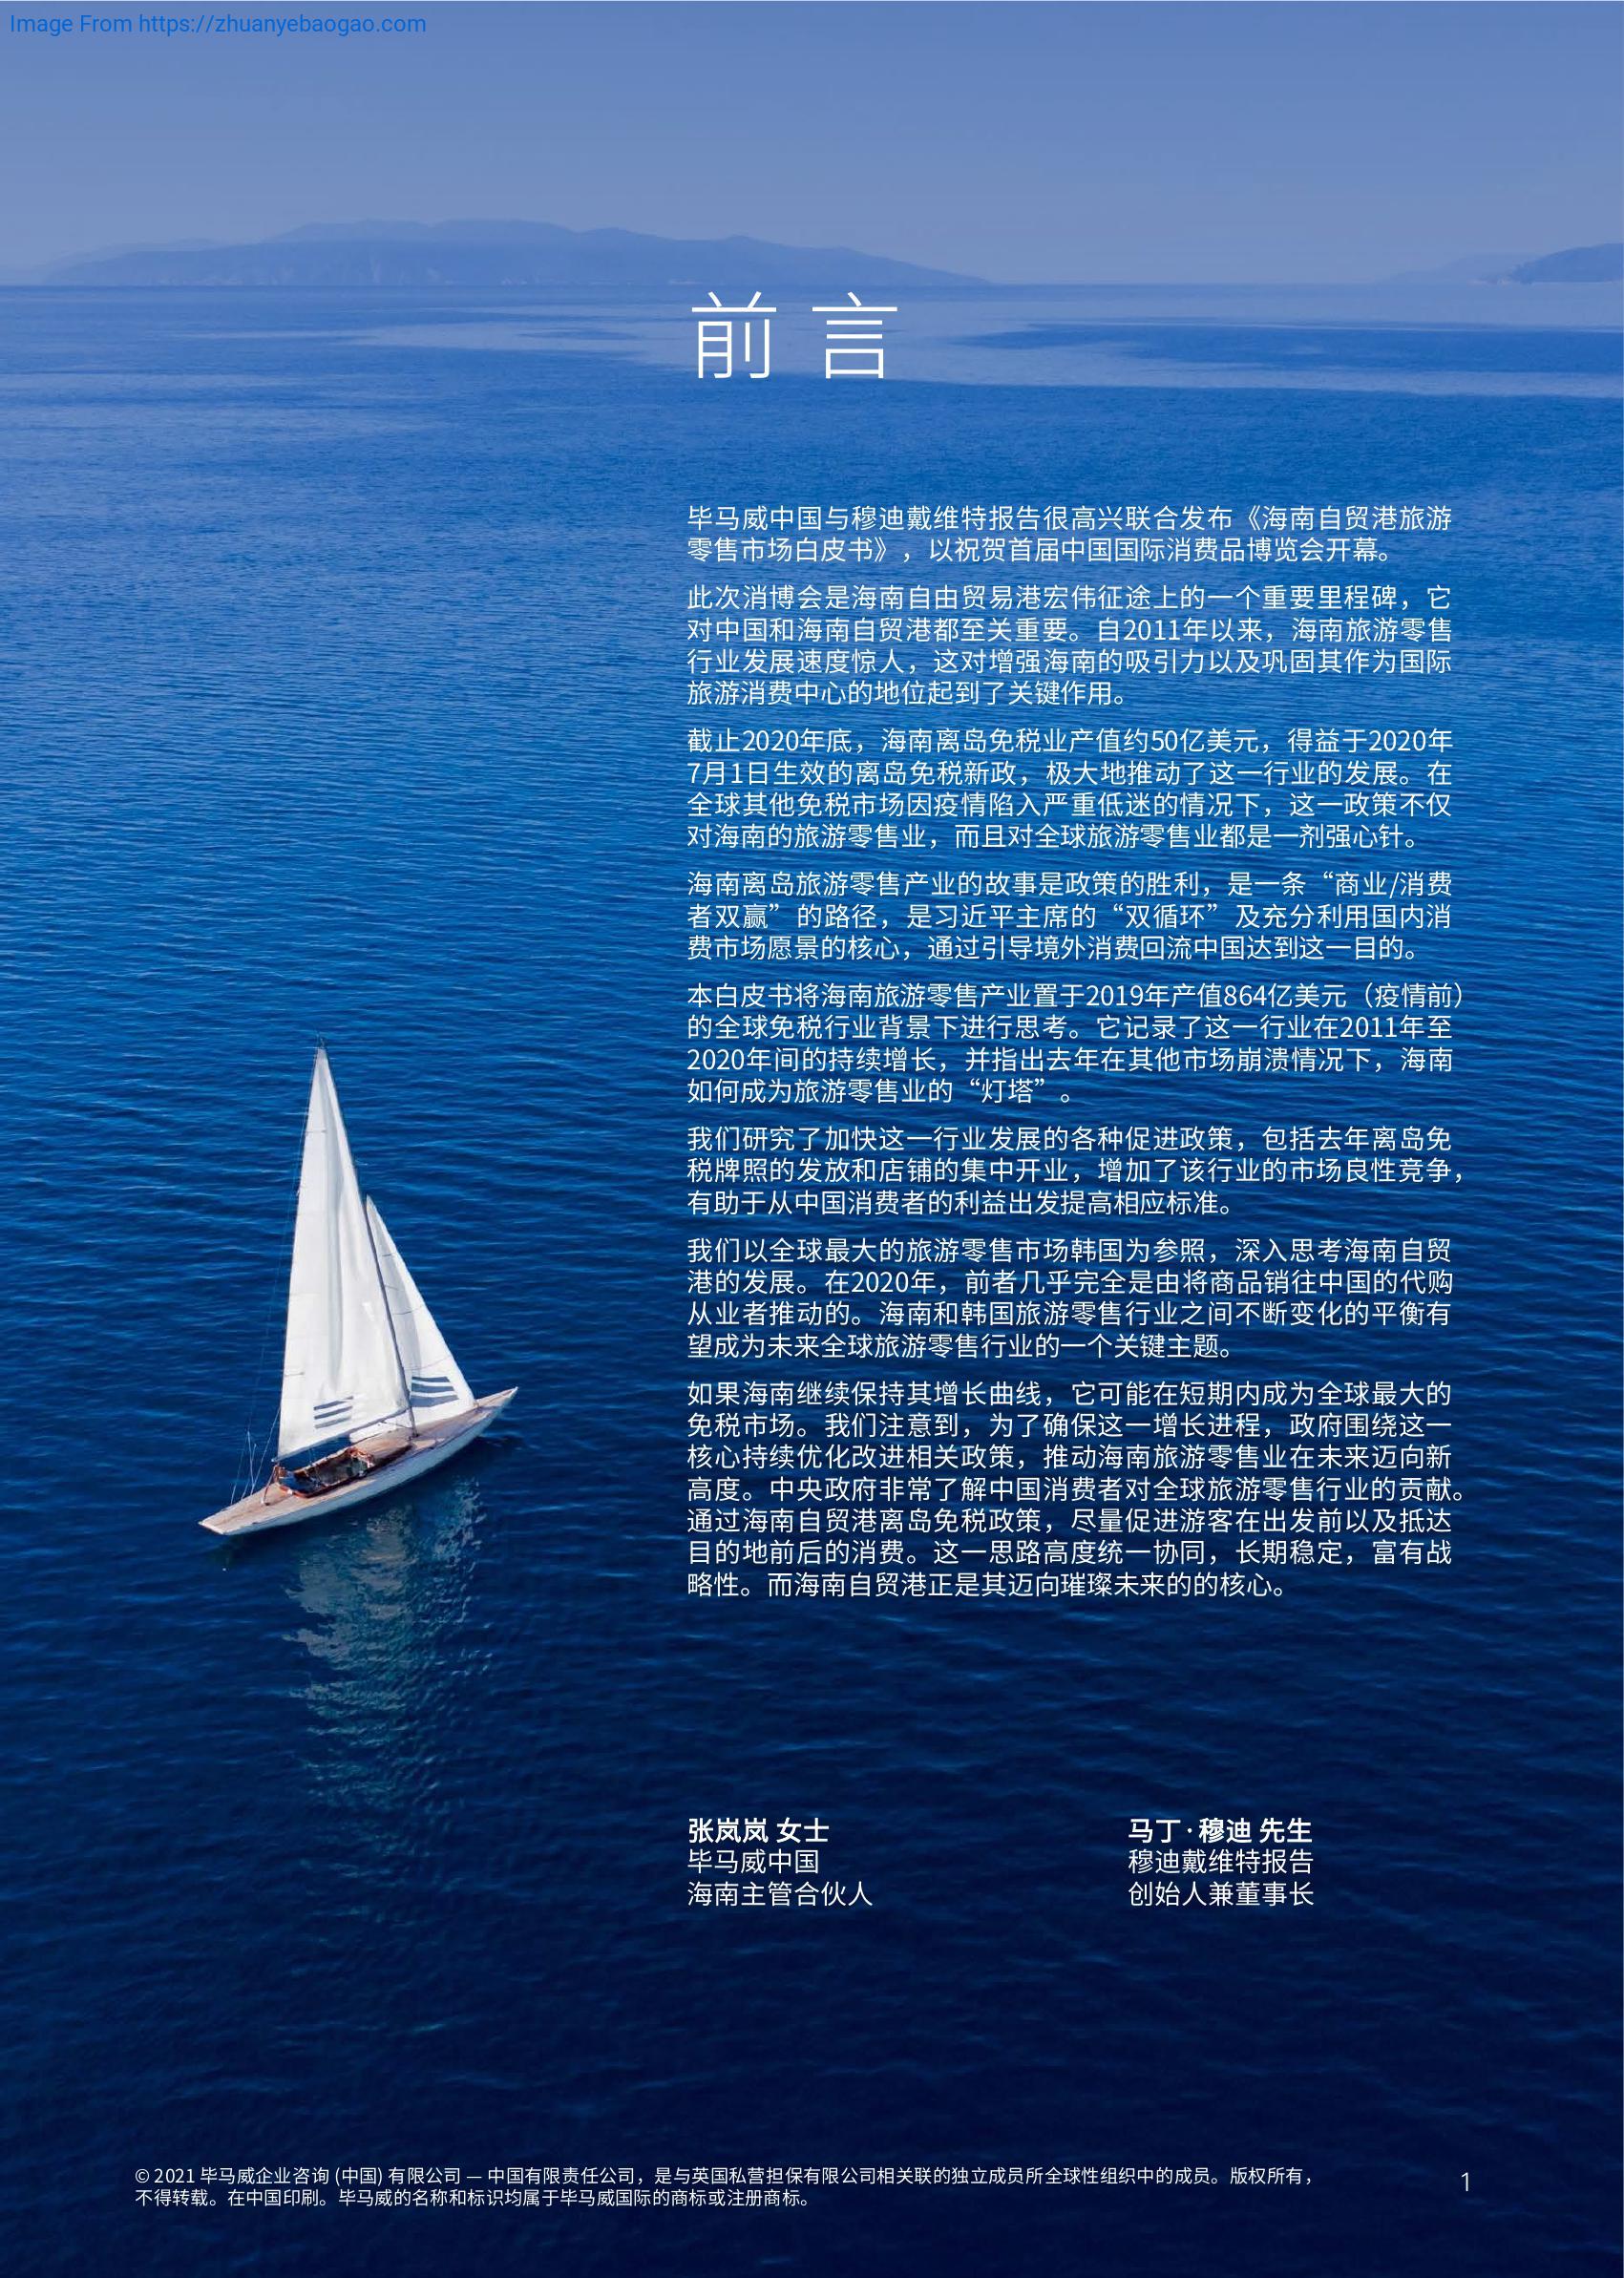 Image From https://zhuanyebaogao.com
前言
毕马威中国与穆迪戴维特报告很高兴联合发布《海南自贸港旅游
零售市场白皮书》，以祝贺首届中国国际消费品博览会开幕。
此次消博会是海南自由贸易港宏伟征途上的一个重要里程碑，它
对中国和海南自贸港都至关重要。自2011年以来，海南旅游零售
行业发展速度惊人，这对增强海南的吸引力以及巩固其作为国际
旅游消费中心的地位起到了关键作用。
截止2020年底，海南离岛免税业产值约50亿美元，得益于2020年
7月1日生效的离岛免税新政，极大地推动了这一行业的发展。在
全球其他免税市场因疫情陷入严重低迷的情况下，这一政策不仅
对海南的旅游零售业，而且对全球旅游零售业都是一剂强心针。
海南离岛旅游零售产业的故事是政策的胜利，是一条“商业/消费
者双赢”的路径，是习近平主席的“双循环”及充分利用国内消
费市场愿景的核心，通过引导境外消费回流中国达到这一目的。
本白皮书将海南旅游零售产业置于2019年产值864亿美元（疫情前）
的全球免税行业背景下进行思考。它记录了这一行业在2011年至
2020年间的持续增长，并指出去年在其他市场崩溃情况下，海南
如何成为旅游零售业的“灯塔”。
我们研究了加快这一行业发展的各种促进政策，包括去年离岛免
税牌照的发放和店铺的集中开业，增加了该行业的市场良性竞争，
有助于从中国消费者的利益出发提高相应标准。
我们以全球最大的旅游零售市场韩国为参照，深入思考海南自贸
港的发展。在2020年，前者几乎完全是由将商品销往中国的代购
从业者推动的。海南和韩国旅游零售行业之间不断变化的平衡有
望成为未来全球旅游零售行业的一个关键主题。
如果海南继续保持其增长曲线，它可能在短期内成为全球最大的
免税市场。我们注意到，为了确保这一增长进程，政府围绕这一
核心持续优化改进相关政策，推动海南旅游零售业在未来迈向新
高度。中央政府非常了解中国消费者对全球旅游零售行业的贡献。
通过海南自贸港离岛免税政策，尽量促进游客在出发前以及抵达
目的地前后的消费。这一思路高度统一协同，长期稳定，富有战
略性。而海南自贸港正是其迈向璀璨未来的的核心。
张岚岚 女士
毕马威中国
海南主管合伙人
马丁·穆迪 先生
穆迪戴维特报告
创始人兼董事长
© 2021 毕马威企业咨询 (中国) 有限公司 — 中国有限责任公司，是与英国私营担保有限公司相关联的独立成员所全球性组织中的成员。版权所有，
不得转载。在中国印刷。毕马威的名称和标识均属于毕马威国际的商标或注册商标。
1